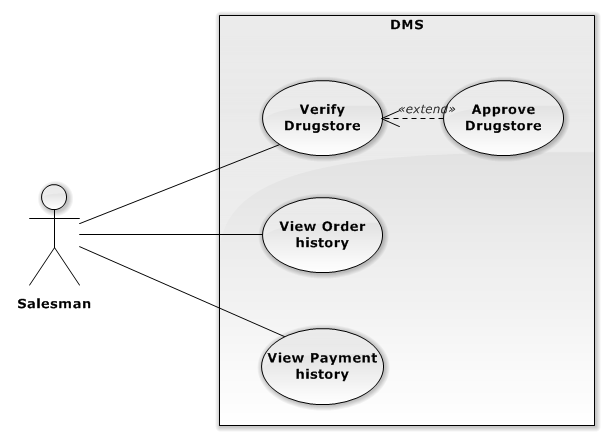 DMS
Verify
Drugstore
«extend»
Approve
Drugstore
View Order
history
Salesman
View Payment
history